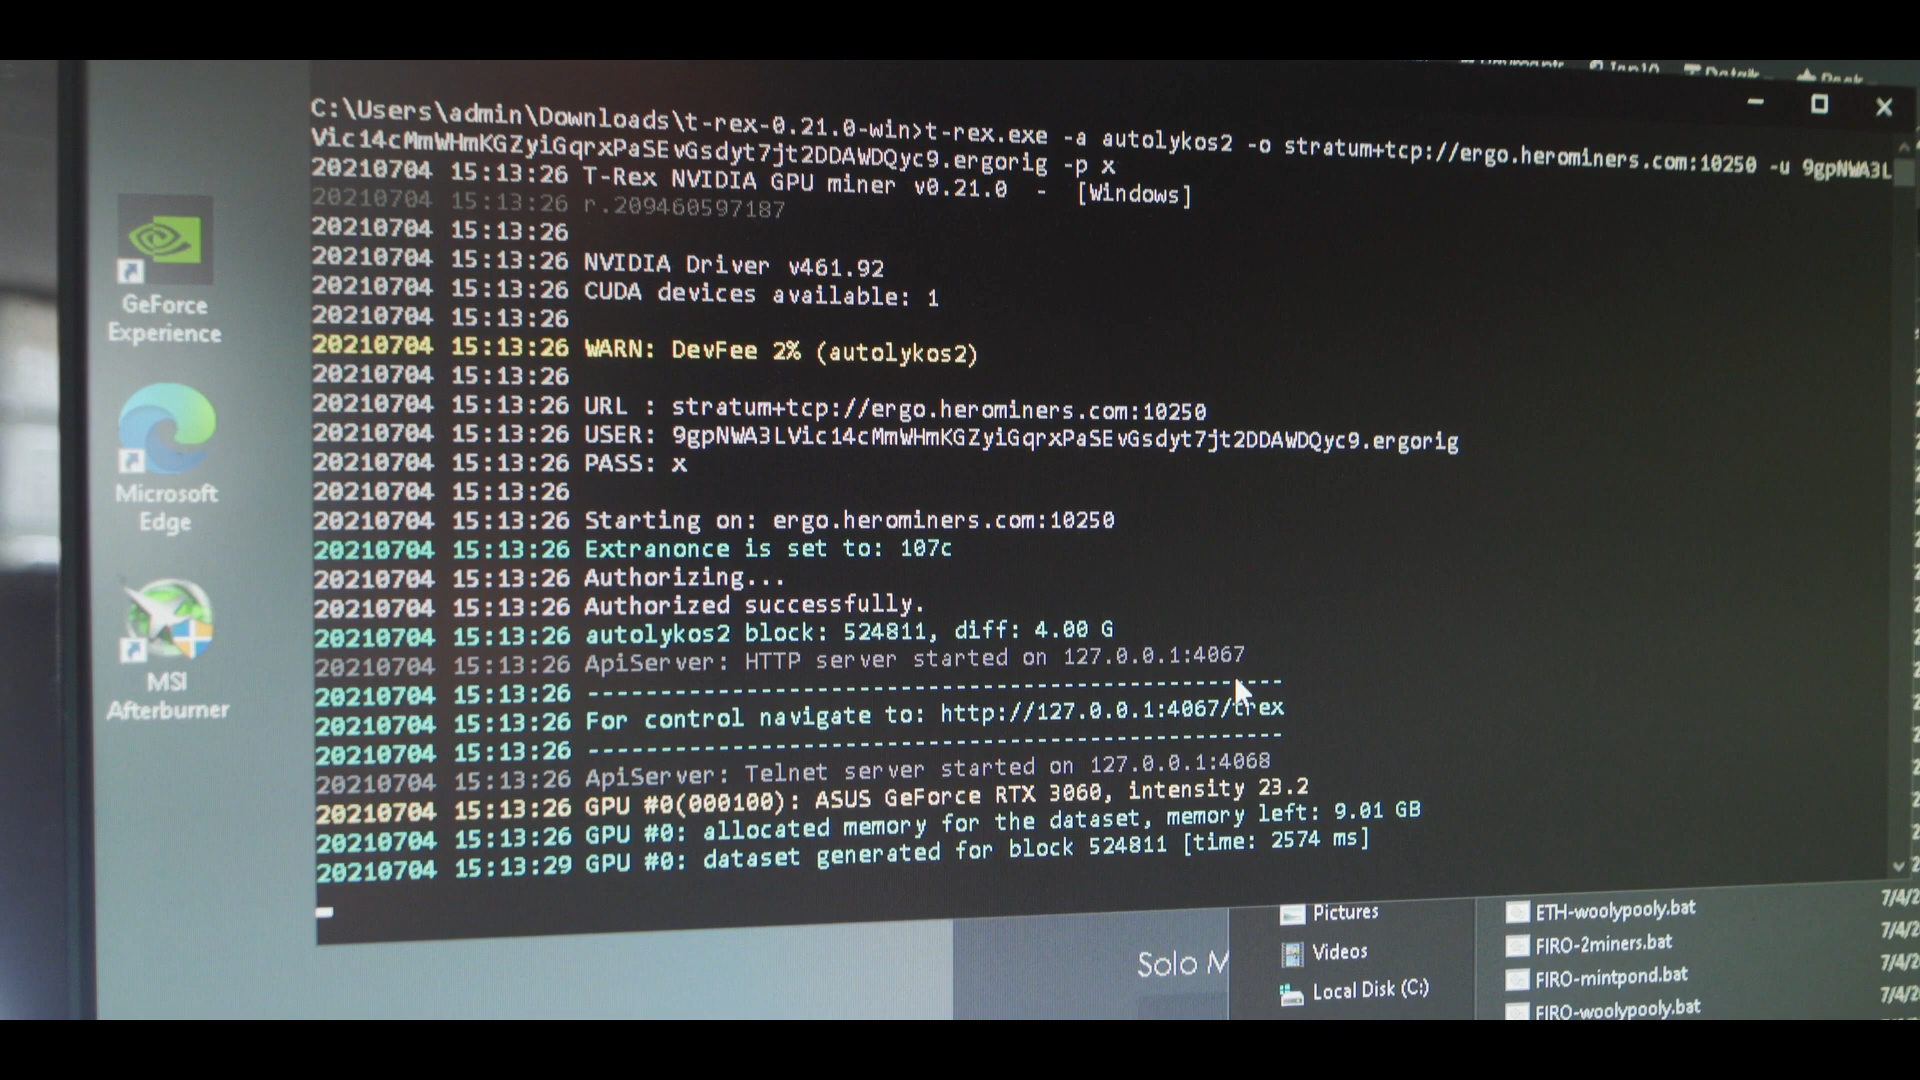 C:\Users\admin\Downloads\t-rex-0.21.0-win>t-rex.exe -a autolykos2 -o stratum+tcp://ergo.herominers.com:10250 -u 9gpNWA3L
Vic14cMmWHmKGZyiGqrxPaSEvGsdyt7jt2DDAWDQyc9.ergorig -p x
20210704 15:13:26 T-Rex NVIDIA GPU miner v0.21.0 - [Windows]
20210704 15:13:26 r.209460597187
20210704 15:13:26
20210704 15:13:26 NVIDIA Driver v461.92
20210704 15:13:26 CUDA devices available: 1
20210704 15:13:26
20210704 15:13:26 WARN: DevFee 2% (autolykos2)
20210704 15:13:26
20210704 15:13:26 URL : stratum+tcp://ergo.herominers.com:10250
20210704 15:13:26 USER: 9gpNWA3LVic14cMmWHmKGZyiGqrxPaSEvGsdyt7jt2DDAWDQyc9.ergorig
20210704 15:13:26 PASS: x
20210704 15:13:26
20210704 15:13:26 Starting on: ergo.herominers.com:10250
20210704 15:13:26 Extranonce is set to: 107c
20210704 15:13:26 Authorizing...
20210704 15:13:26 Authorized successfully.
20210704 15:13:26 autolykos2 block: 524811, diff: 4.00 G
20210704 15:13:26 ApiServer: HTTP server started on 127.0.0.1:4067
20210704 15:13:26 ------------------------------------------------------------
20210704 15:13:26 For control navigate to: http://127.0.0.1:4067/trex
20210704 15:13:26 ------------------------------------------------------------
20210704 15:13:26 ApiServer: Telnet server started on 127.0.0.1:4068
20210704 15:13:26 GPU #0(000100): ASUS GeForce RTX 3060, intensity 23.2
20210704 15:13:26 GPU #0: allocated memory for the dataset, memory left: 9.01 GB
20210704 15:13:29 GPU #0: dataset generated for block 524811 [time: 2574 ms]
GeForce
Experience
Microsoft
Edge
MSI
Afterburner
Solo M
Pictures
Videos
Local Disk (C:)
ETH-woolypooly.bat
FIRO-2miners.bat
FIRO-mintpond.bat
FIRO-woolypooly.bat
7/4/2
7/4/2
7/4/2
7/4/2